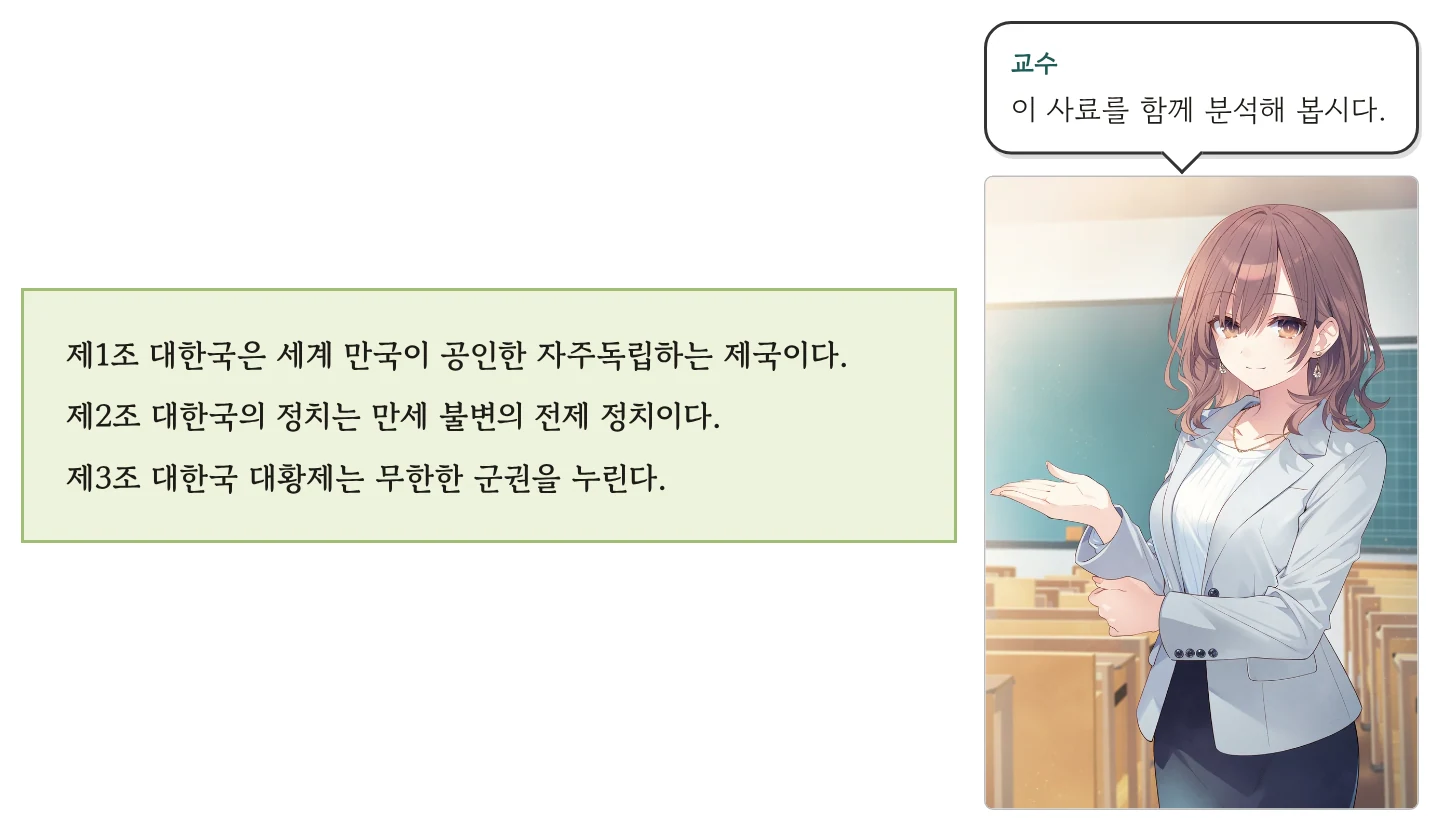 교수
이 사료를 함께 분석해 봅시다.
제1조 대한국은 세계 만국이 공인한 자주독립하는 제국이다.
제2조 대한국의 정치는 만세 불변의 전제 정치이다.
제3조 대한국 대황제는 무한한 군권을 누린다.